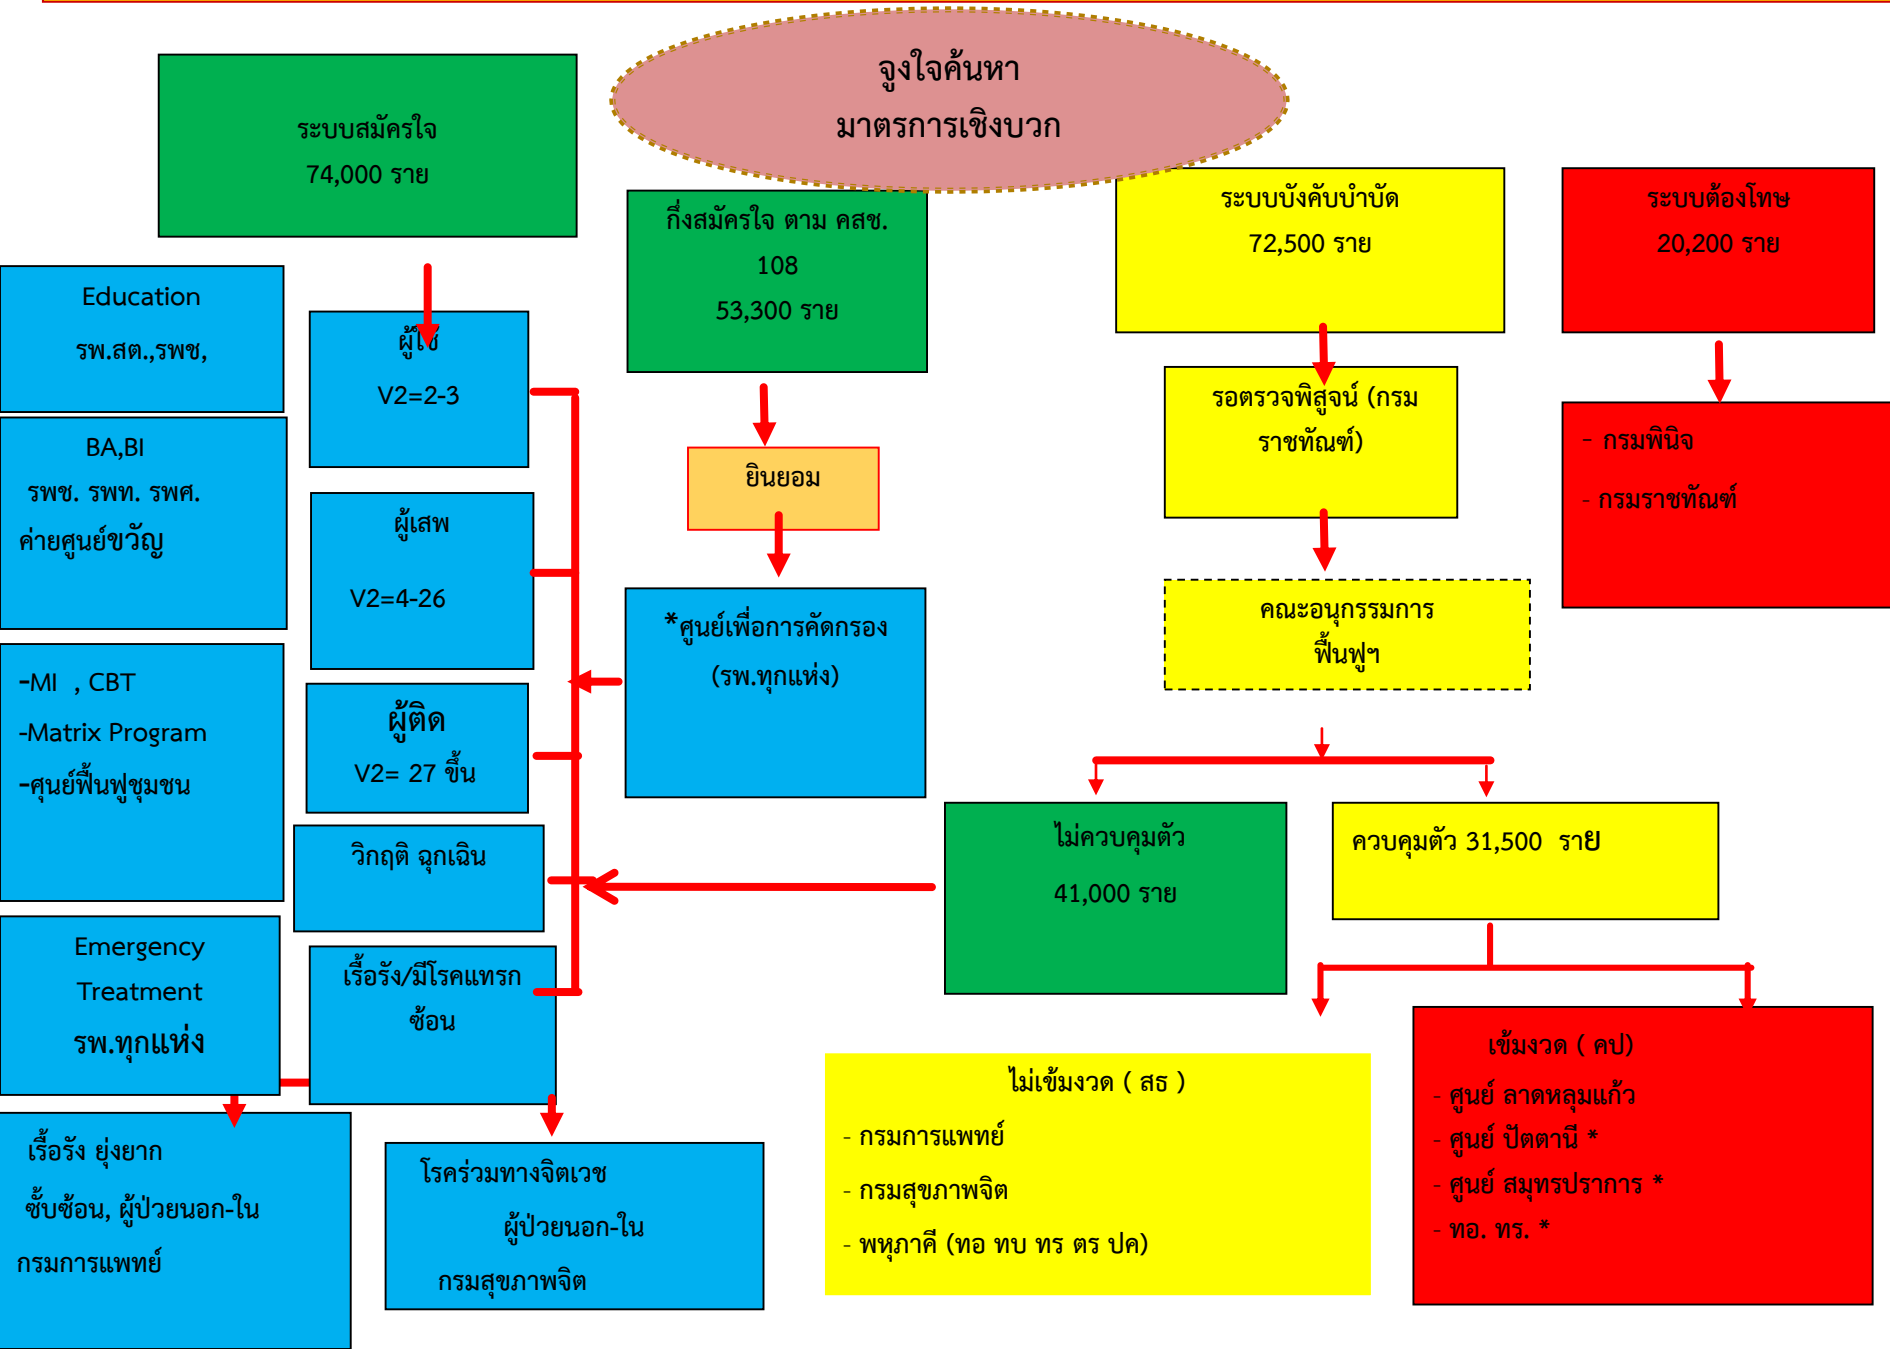 จูงใจค้นหา
มาตรการเชิงบวก
ระบบสมัครใจ
74,000 ราย
กึ่งสมัครใจ ตาม คสช.
108
53,300 ราย
ระบบบังคับบำบัด
72,500 ราย
ระบบต้องโทษ
20,200 ราย
Education
รพ.สต.,รพช,
ผู้ใช้
V2=2-3
BA,BI
รพช. รพท. รพศ.
ค่ายศูนย์ขวัญ
ผู้เสพ
V2=4-26
-MI , CBT
-Matrix Program
-ศุนย์ฟื้นฟูชุมชน
ผู้ติด
V2= 27 ขึ้น
วิกฤติ ฉุกเฉิน
Emergency
Treatment
รพ.ทุกแห่ง
เรื้อรัง/มีโรคแทรก
ซ้อน
เรื้อรัง ยุ่งยาก
ซั้บซ้อน, ผู้ป่วยนอก-ใน
กรมการแพทย์
โรคร่วมทางจิตเวช
ผู้ป่วยนอก-ใน
กรมสุขภาพจิต
ยินยอม
*ศูนย์เพื่อการคัดกรอง
(รพ.ทุกแห่ง)
รอตรวจพิสูจน์ (กรม
ราชทัณฑ์)
คณะอนุกรรมการ
ฟื้นฟูฯ
ไม่ควบคุมตัว
41,000 ราย
ควบคุมตัว 31,500 ราย
ไม่เข้มงวด ( สธ )
- กรมการแพทย์
- กรมสุขภาพจิต
- พหุภาคี (ทอ ทบ ทร ตร ปค)
เข้มงวด ( คป)
- ศูนย์ ลาดหลุมแก้ว
- ศูนย์ ปัตตานี *
- ศูนย์ สมุทรปราการ *
- ทอ. ทร. *
- กรมพินิจ
- กรมราชทัณฑ์